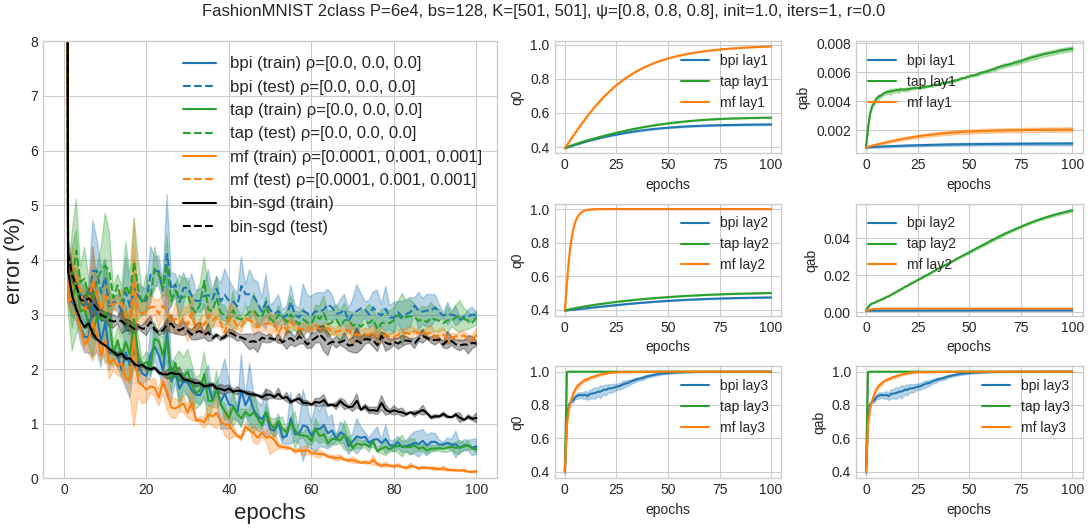 FashionMNIST 2class P=6e4, bs=128, K=[501, 501], ψ=[0.8, 0.8, 0.8], init=1.0, iters=1, r=0.0
error (%)
8
7
6
5
4
3
2
1
0
bpi (train) ρ=[0.0, 0.0, 0.0]
bpi (test) ρ=[0.0, 0.0, 0.0]
tap (train) ρ=[0.0, 0.0, 0.0]
tap (test) ρ=[0.0, 0.0, 0.0]
mf (train) ρ=[0.0001, 0.001, 0.001]
mf (test) ρ=[0.0001, 0.001, 0.001]
bin-sgd (train)
bin-sgd (test)
0 20 40 60 80 100
epochs
q0
1.0
0.8
0.6
0.4
bpi lay1
tap lay1
mf lay1
0 25 50 75 100
epochs
qab
0.008
0.006
0.004
0.002
bpi lay1
tap lay1
mf lay1
0 25 50 75 100
epochs
q0
1.0
0.8
0.6
0.4
bpi lay2
tap lay2
mf lay2
0 25 50 75 100
epochs
qab
0.04
0.02
0.00
bpi lay2
tap lay2
mf lay2
0 25 50 75 100
epochs
q0
1.0
0.8
0.6
0.4
bpi lay3
tap lay3
mf lay3
0 25 50 75 100
epochs
qab
1.0
0.8
0.6
0.4
bpi lay3
tap lay3
mf lay3
0 25 50 75 100
epochs